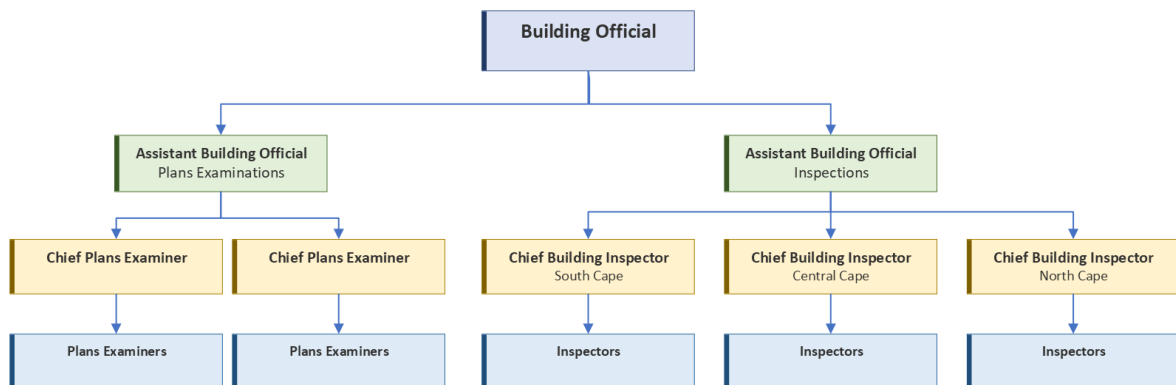 Building Official
Assistant Building Official
Plans Examinations
Assistant Building Official
Inspections
Chief Plans Examiner
Chief Plans Examiner
Chief Building Inspector
South Cape
Chief Building Inspector
Central Cape
Chief Building Inspector
North Cape
Plans Examiners
Plans Examiners
Inspectors
Inspectors
Inspectors